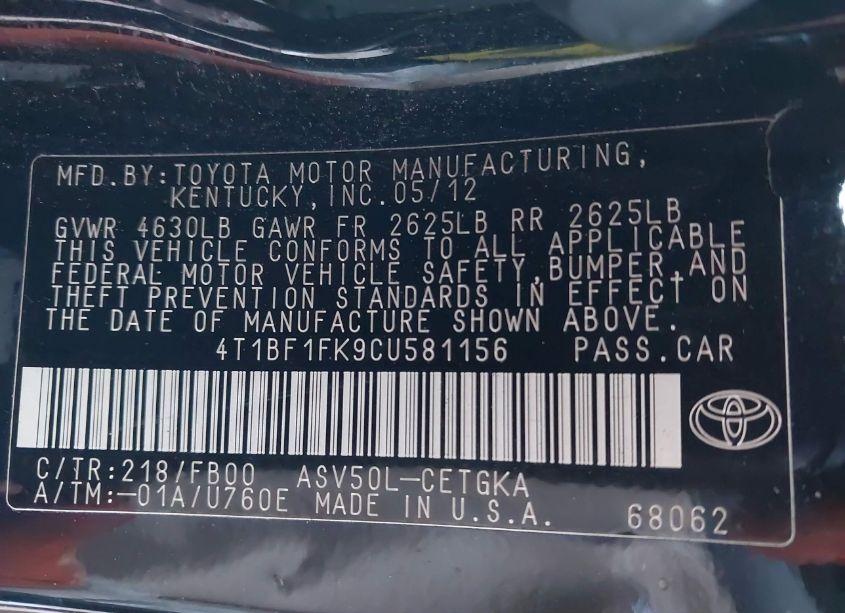 MFD.BY:TOYOTA MOTOR MANUFACTURING,
KENTUCKY,INC.05/12
GVWR 4630LB GAWR FR 2625LB RR 2625LB
THIS VEHICLE CONFORMS TO ALL APPLICABLE
FEDERAL MOTOR VEHICLE SAFETY,BUMPER,AND
THEFT PREVENTION STANDARDS IN EFFECT ON
THE DATE OF MANUFACTURE SHOWN ABOVE.
4T1BF1FK9CU581156 PASS.CAR
C/TR:218/FB00 ASV50L-CETGKA
A/TM:-01A/U760E MADE IN U.S.A. 68062